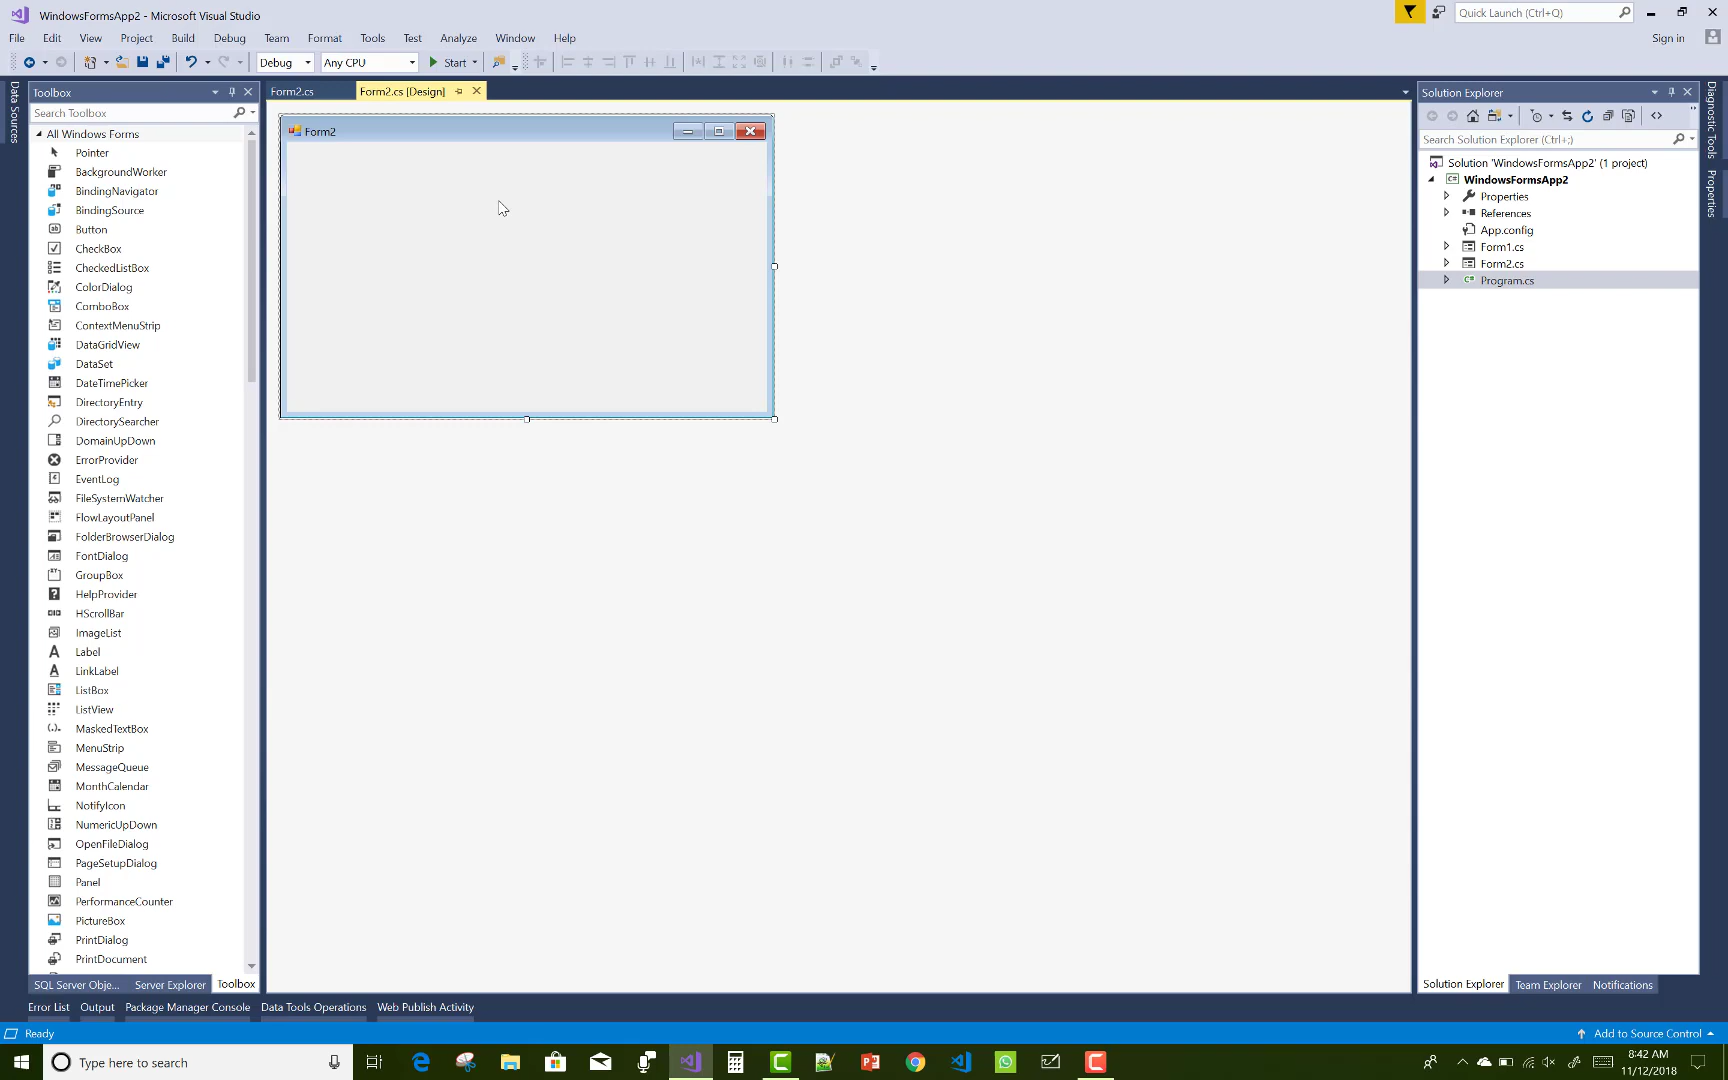 WindowsFormsApp2 - Microsoft Visual Studio
Quick Launch (Ctrl+Q)
File Edit View Project Build Debug Team Format Tools Test Analyze Window Help
Sign in
Debug Any CPU Start
Data Sources
Toolbox
Search Toolbox
All Windows Forms
Pointer
BackgroundWorker
BindingNavigator
BindingSource
Button
CheckBox
CheckedListBox
ColorDialog
ComboBox
ContextMenuStrip
DataGridView
DataSet
DateTimePicker
DirectoryEntry
DirectorySearcher
DomainUpDown
ErrorProvider
EventLog
FileSystemWatcher
FlowLayoutPanel
FolderBrowserDialog
FontDialog
GroupBox
HelpProvider
HScrollBar
ImageList
Label
LinkLabel
ListBox
ListView
MaskedTextBox
MenuStrip
MessageQueue
MonthCalendar
NotifyIcon
NumericUpDown
OpenFileDialog
PageSetupDialog
Panel
PerformanceCounter
PictureBox
PrintDialog
PrintDocument
SQL Server Obje... Server Explorer Toolbox
Form2.cs Form2.cs [Design]
Form2
Solution Explorer
Search Solution Explorer (Ctrl+;)
Solution 'WindowsFormsApp2' (1 project)
WindowsFormsApp2
Properties
References
App.config
Form1.cs
Form2.cs
Program.cs
Solution Explorer Team Explorer Notifications
Diagnostic Tools
Properties
Error List Output Package Manager Console Data Tools Operations Web Publish Activity
Ready
Add to Source Control
Type here to search
8:42 AM
11/12/2018